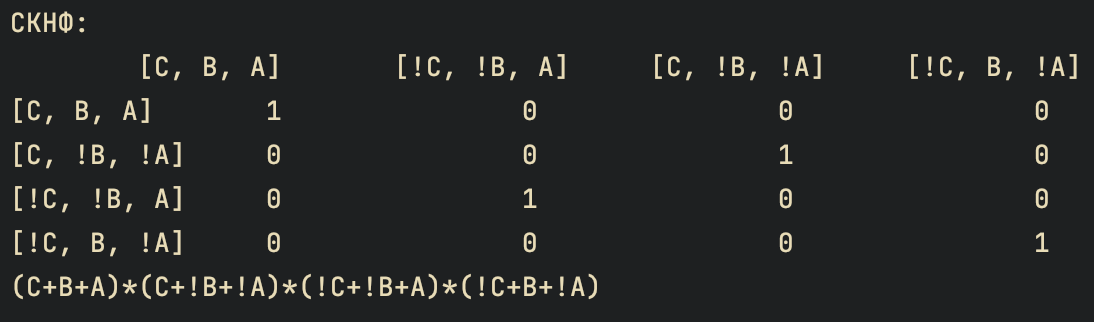 СКНФ:
[C, B, A] [!C, !B, A] [C, !B, !A] [!C, B, !A]
[C, B, A] 1 0 0 0
[C, !B, !A] 0 0 1 0
[!C, !B, A] 0 1 0 0
[!C, B, !A] 0 0 0 1
(C+B+A)*(C+!B+!A)*(!C+!B+A)*(!C+B+!A)